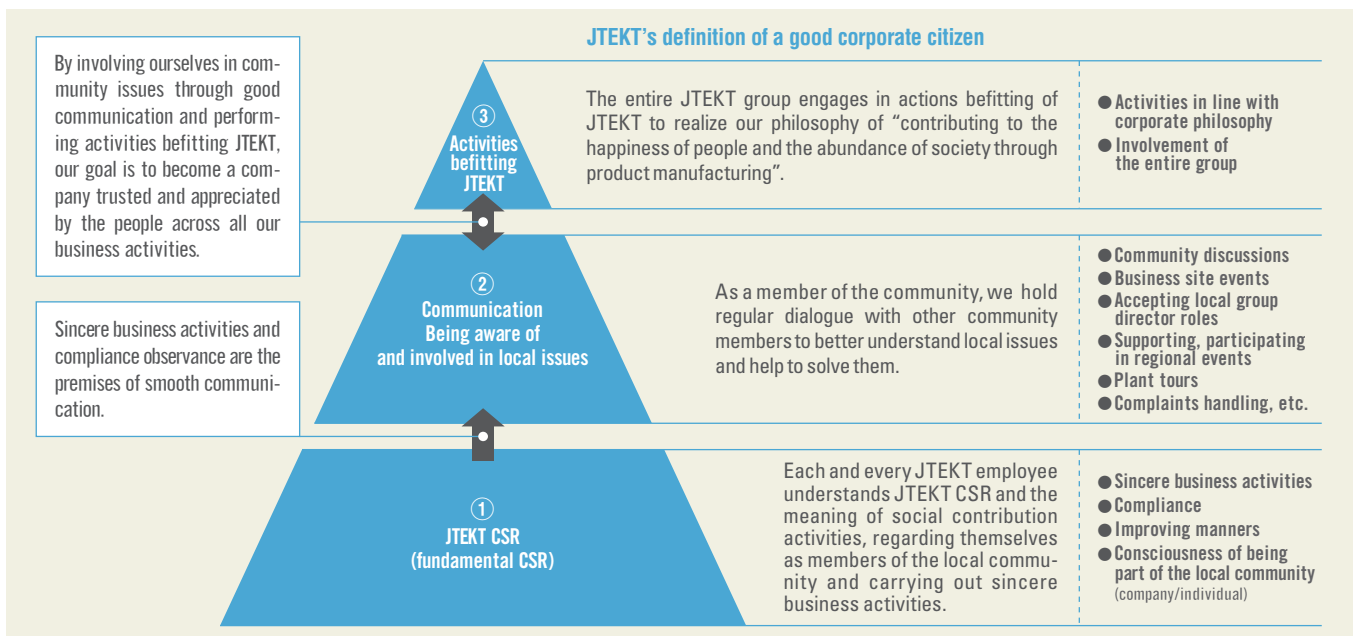 JTEKT's definition of a good corporate citizen
By involving ourselves in com-
munity issues through good
communication and perform-
ing activities befitting JTEKT,
our goal is to become a com-
pany trusted and appreciated
by the people across all our
business activities.
Sincere business activities and
compliance observance are the
premises of smooth communi-
cation.
③
Activities
befitting
JTEKT
The entire JTEKT group engages in actions befitting of
JTEKT to realize our philosophy of “contributing to the
happiness of people and the abundance of society through
product manufacturing”.
●Activities in line with
corporate philosophy
●Involvement of
the entire group
②
Communication
Being aware of
and involved in local issues
As a member of the community, we hold
regular dialogue with other community
members to better understand local issues
and help to solve them.
●Community discussions
●Business site events
●Accepting local group
director roles
●Supporting, participating
in regional events
●Plant tours
●Complaints handling, etc.
①
JTEKT CSR
(fundamental CSR)
Each and every JTEKT employee
understands JTEKT CSR and the
meaning of social contribution
activities, regarding themselves
as members of the local commu-
nity and carrying out sincere
business activities.
●Sincere business activities
●Compliance
●Improving manners
●Consciousness of being
part of the local community
(company/individual)